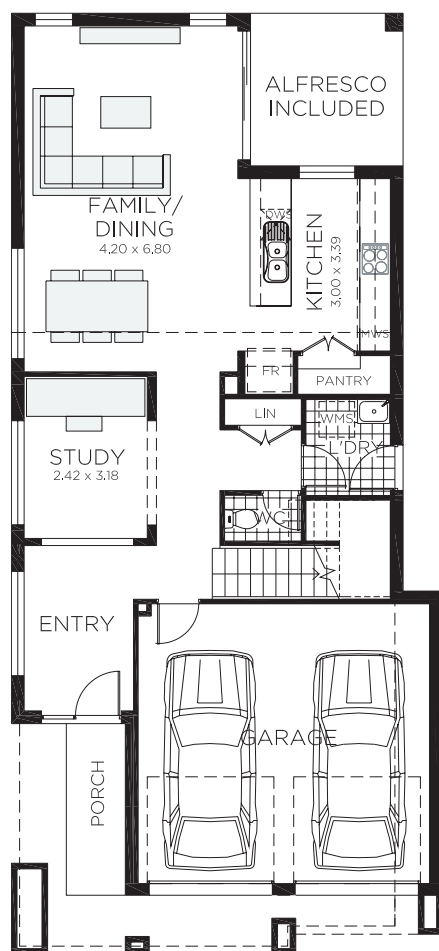 ALFRESCO
INCLUDED
FAMILY/
DINING
4.20 x 6.80
DWS
KITCHEN
3.00 x 3.39
MWS
FR
PANTRY
LIN
WMS
L'DRY
STUDY
2.42 x 3.18
WC
ENTRY
GARAGE
PORCH